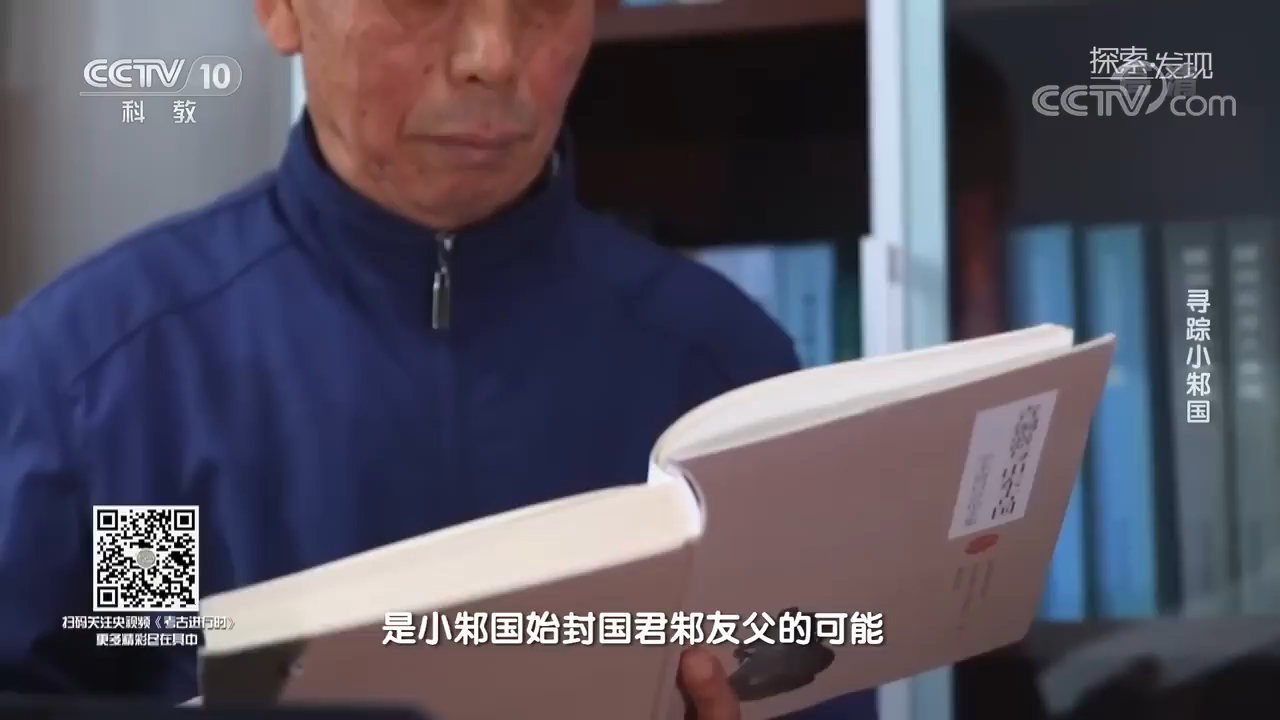 CCTV 10
科教
探索·发现
CCTV.com
寻踪小邾国
扫码关注央视频《考古进行时》
更多精彩尽在其中
是小邾国始封国君邾友父的可能